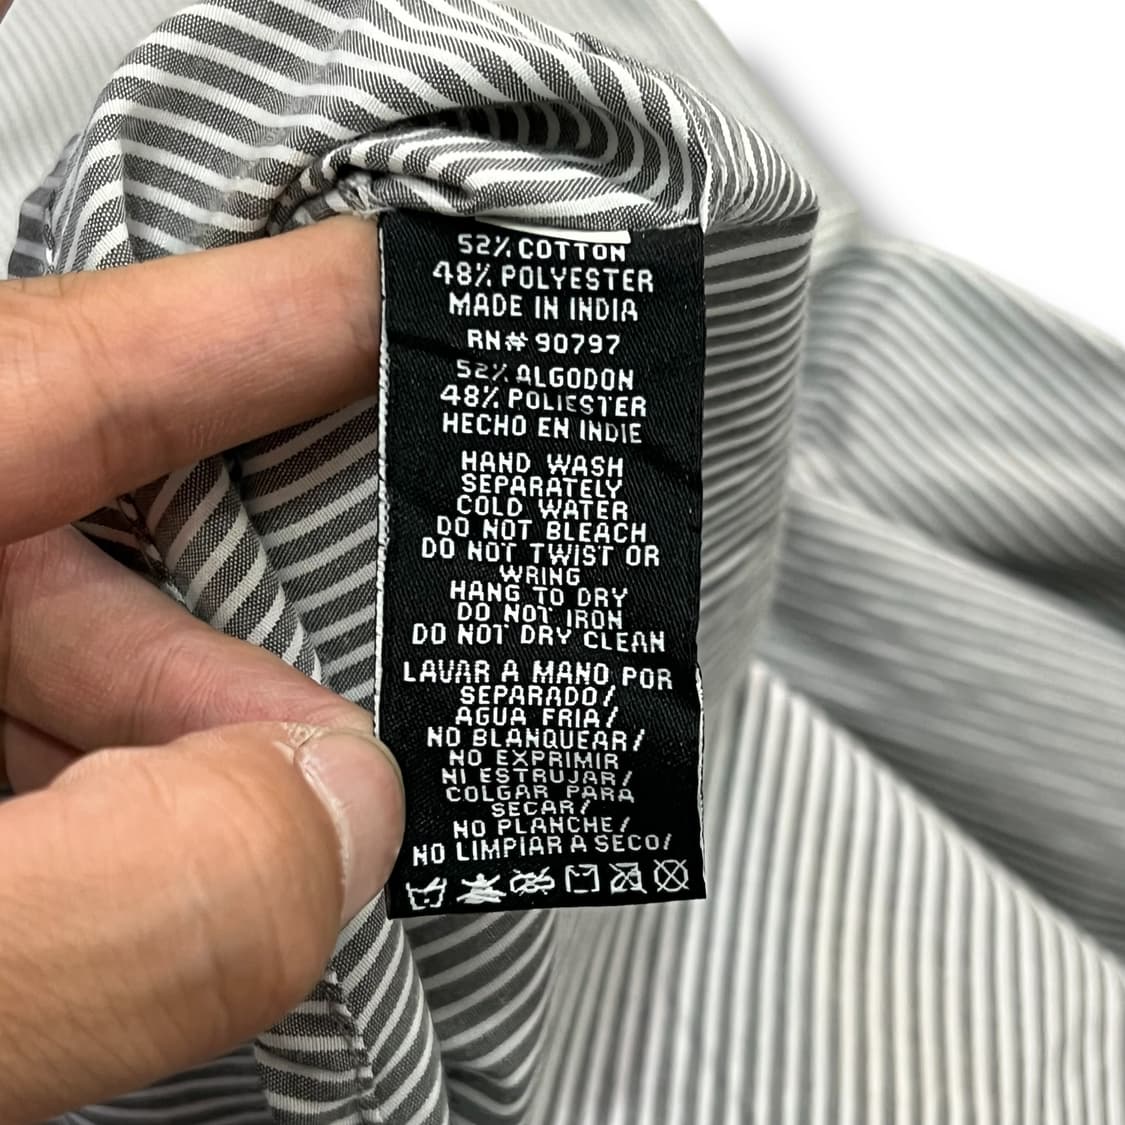 52% COTTON
48% POLYESTER
MADE IN INDIA
RN# 90797
52% ALGODON
48% POLIESTER
HECHO EN INDIE
HAND WASH
SEPARATELY
COLD WATER
DO NOT BLEACH
DO NOT TWIST OR
WRING
HANG TO DRY
DO NOT IRON
DO NOT DRY CLEAN
LAVAR A MANO POR
SEPARADO/
AGUA FRIA/
NO BLANQUEAR/
NO EXPRIMIR
NI ESTRUJAR/
COLGAR PARA
SECAR/
NO PLANCHE/
NO LIMPIAR A SECO/